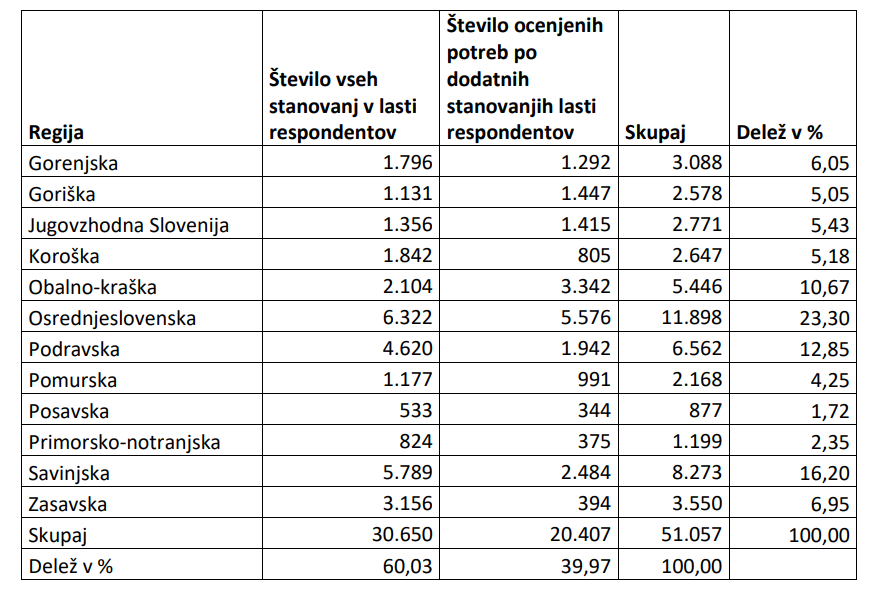 Regija Število vseh stanovanj v lasti respondentov Število ocenjenih potreb po dodatnih stanovanjih lasti respondentov Skupaj Delež v %
Gorenjska 1.796 1.292 3.088 6,05
Goriška 1.131 1.447 2.578 5,05
Jugovzhodna Slovenija 1.356 1.415 2.771 5,43
Koroška 1.842 805 2.647 5,18
Obalno-kraška 2.104 3.342 5.446 10,67
Osrednjeslovenska 6.322 5.576 11.898 23,30
Podravska 4.620 1.942 6.562 12,85
Pomurska 1.177 991 2.168 4,25
Posavska 533 344 877 1,72
Primorsko-notranjska 824 375 1.199 2,35
Savinjska 5.789 2.484 8.273 16,20
Zasavska 3.156 394 3.550 6,95
Skupaj 30.650 20.407 51.057 100,00
Delež v % 60,03 39,97 100,00